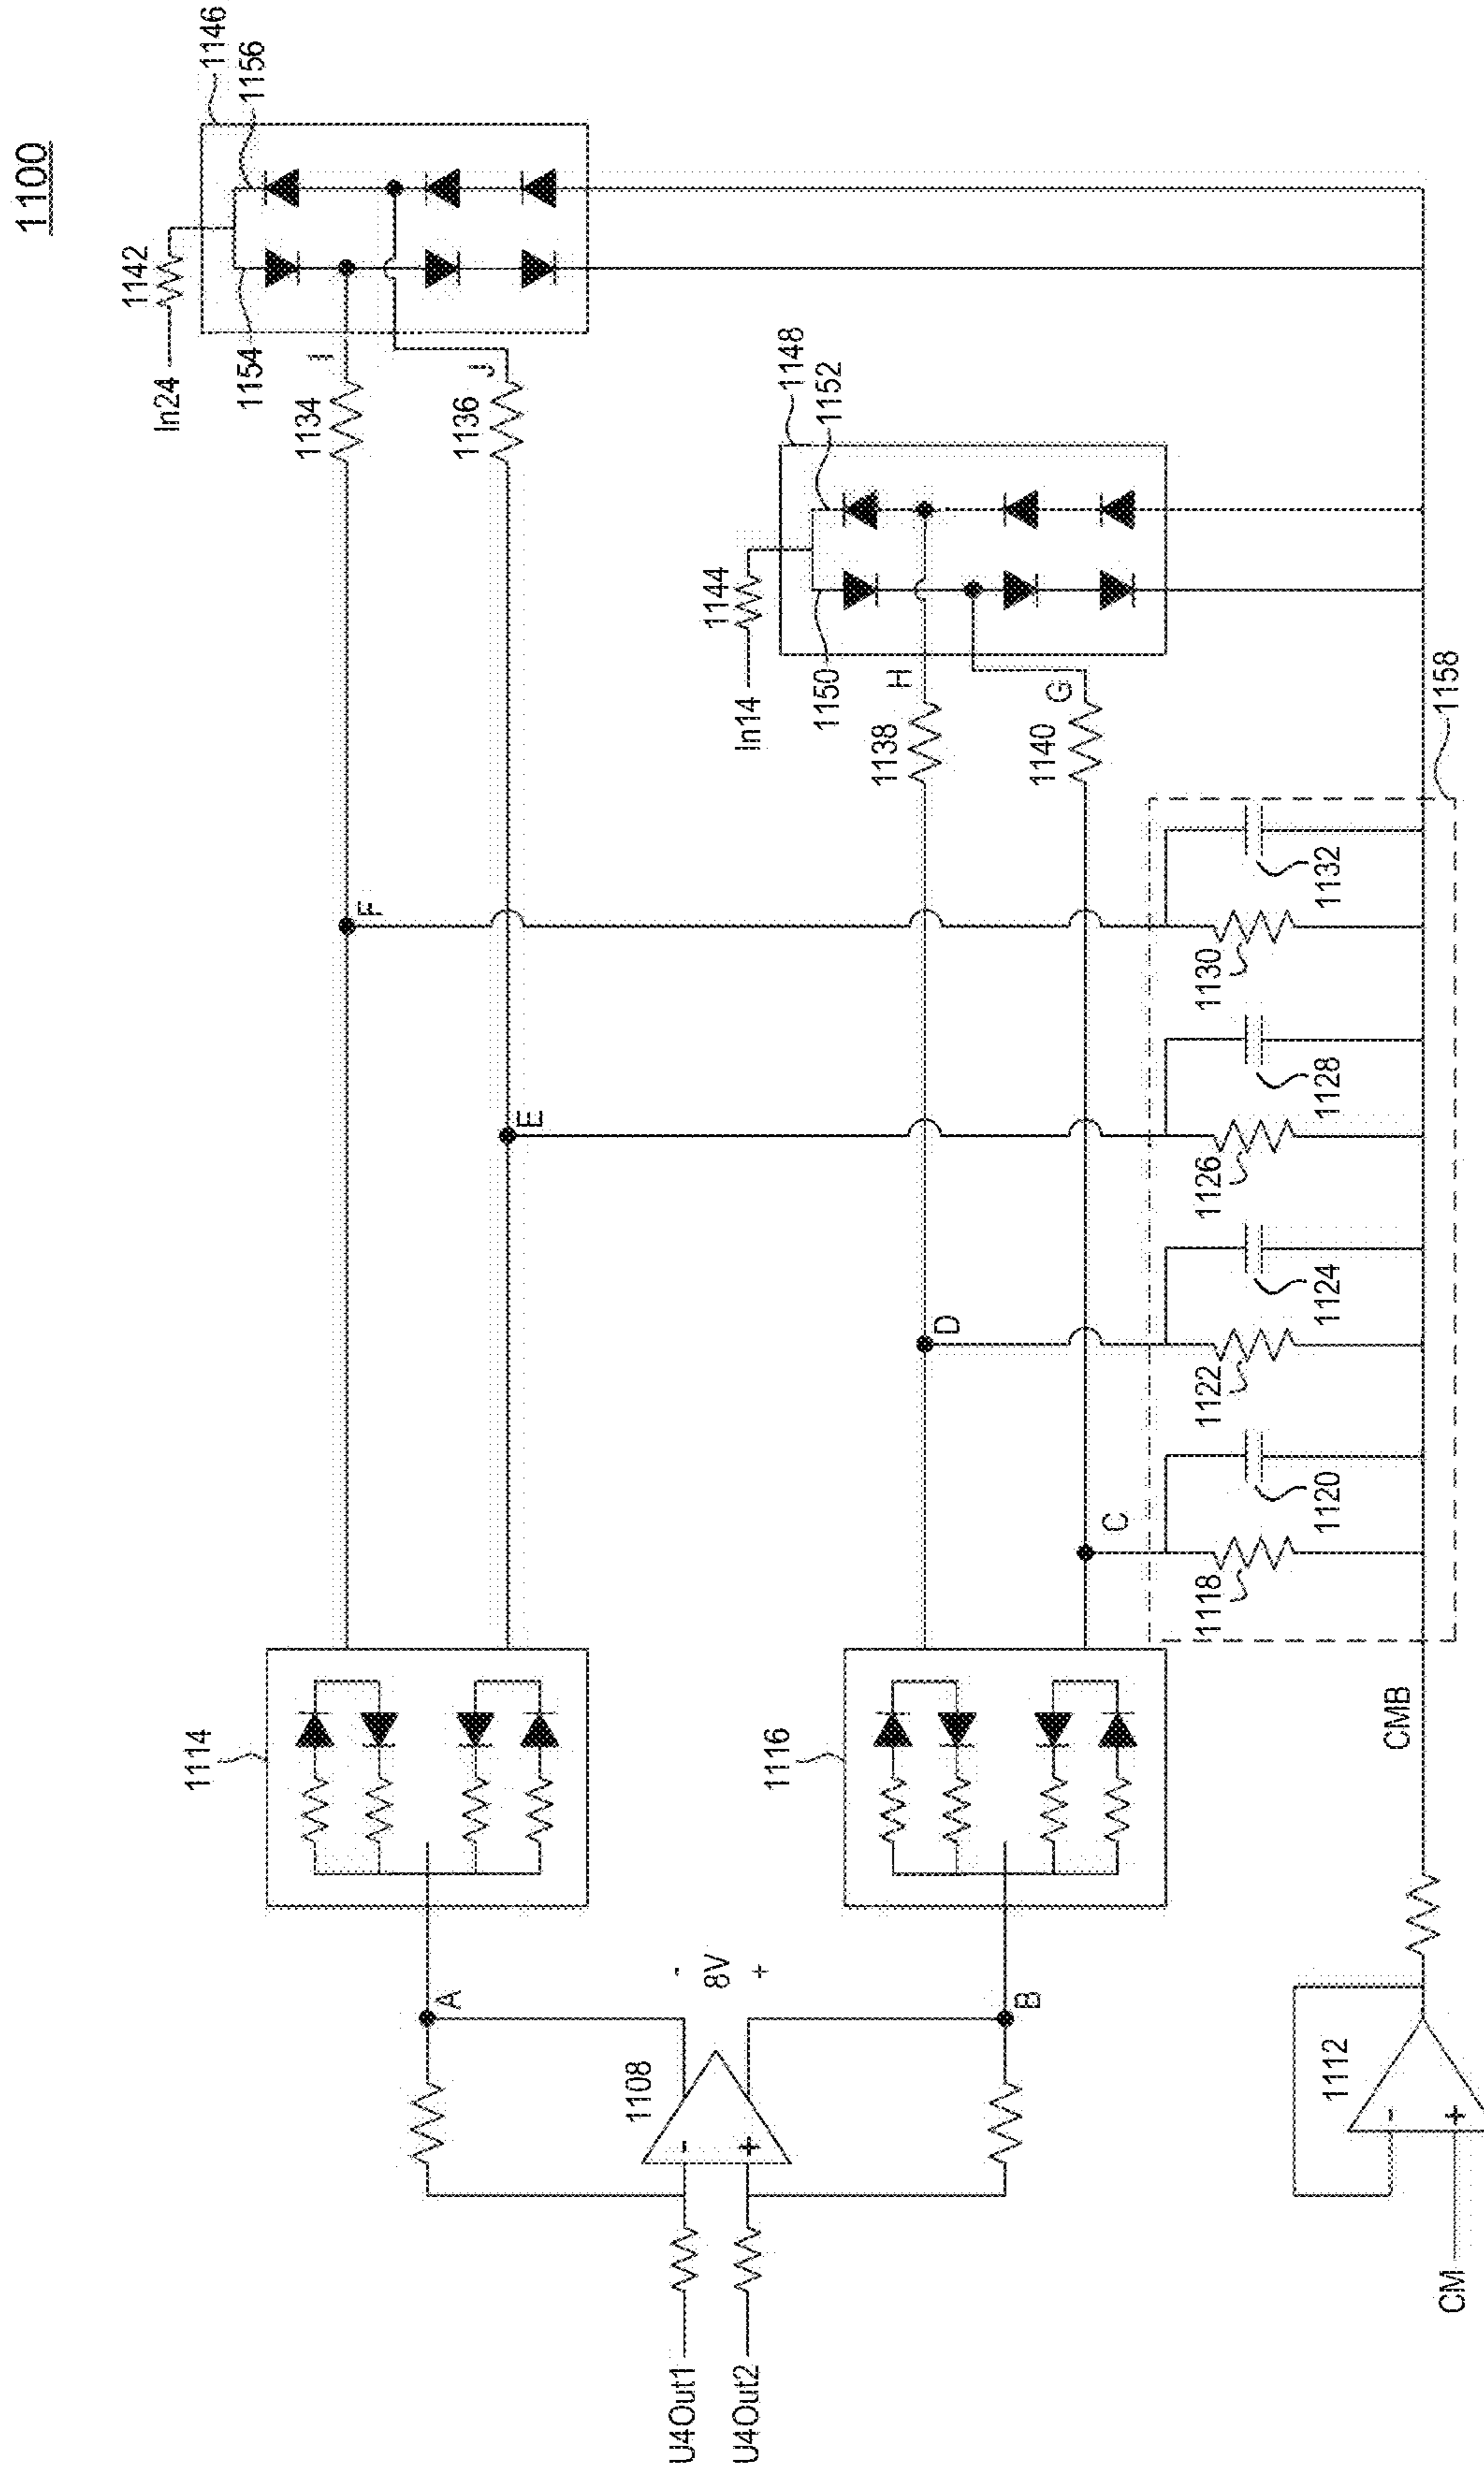 1100
1146
1156
1142
In24
1154
I
1134
J
1136
1148
1152
1144
In14
1150
H
1138
G
1140
1158
F
E
D
C
1132
1130
1128
1126
1124
1122
1120
1118
1114
1116
CMB
A
- 8V +
B
1108
-
+
1112
-
+
U4Out1
U4Out2
CM